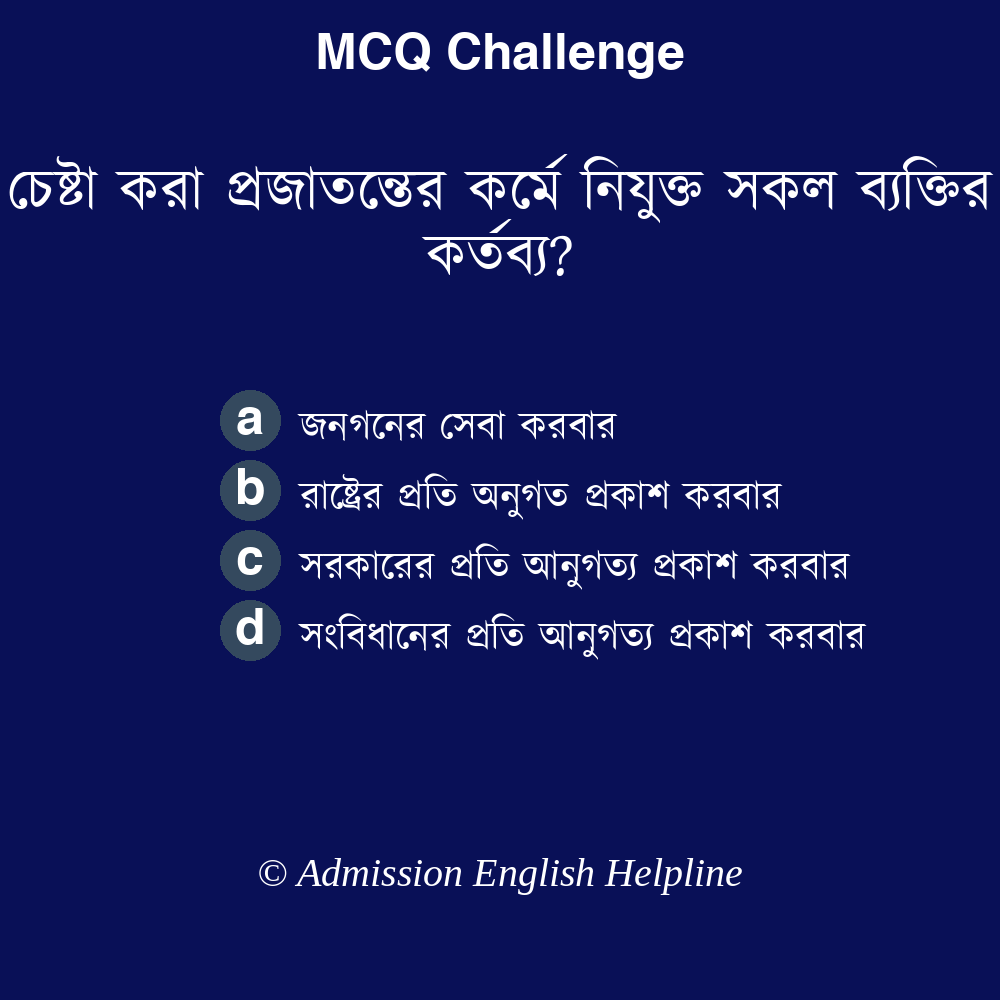 MCQ Challenge
চেষ্টা করা প্রজাতন্তের কর্মে নিযুক্ত সকল ব্যক্তির
কর্তব্য?
a জনগনের সেবা করবার
b রাষ্ট্রের প্রতি অনুগত প্রকাশ করবার
c সরকারের প্রতি আনুগত্য প্রকাশ করবার
d সংবিধানের প্রতি আনুগত্য প্রকাশ করবার
© Admission English Helpline